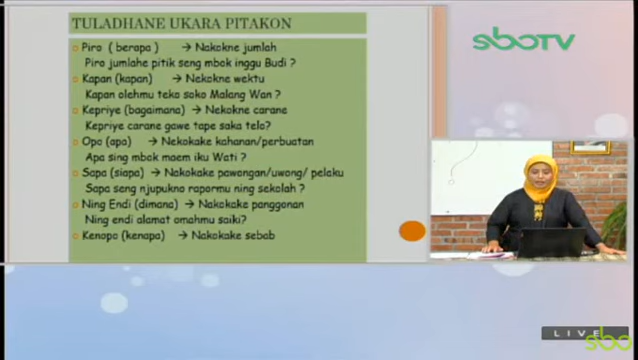 TULADHANE UKARA PITAKON
Piro ( berapa ) → Nakokne jumlah
Piro jumlahe pitik seng mbok inggu Budi ?
Kapan (kapan) → Nekokne wektu
Kapan olehmu teka soko Malang Wan ?
Kepriye (bagaimana) → Nekokne carane
Kepriye carane gawe tape saka telo?
Opo (apa) → Nekokake kahanan/perbuatan
Apa sing mbok maem iku Wati ?
Sapa (siapa) → Nakokake pawongan/uwong/ pelaku
Sapa seng njupukno rapormu ning sekolah ?
Ning Endi (dimana) → Nakokake panggonan
Ning endi alamat omahmu saiki?
Kenopo (kenapa) → Nakokake sebab
sboTV
LIVE
sbo